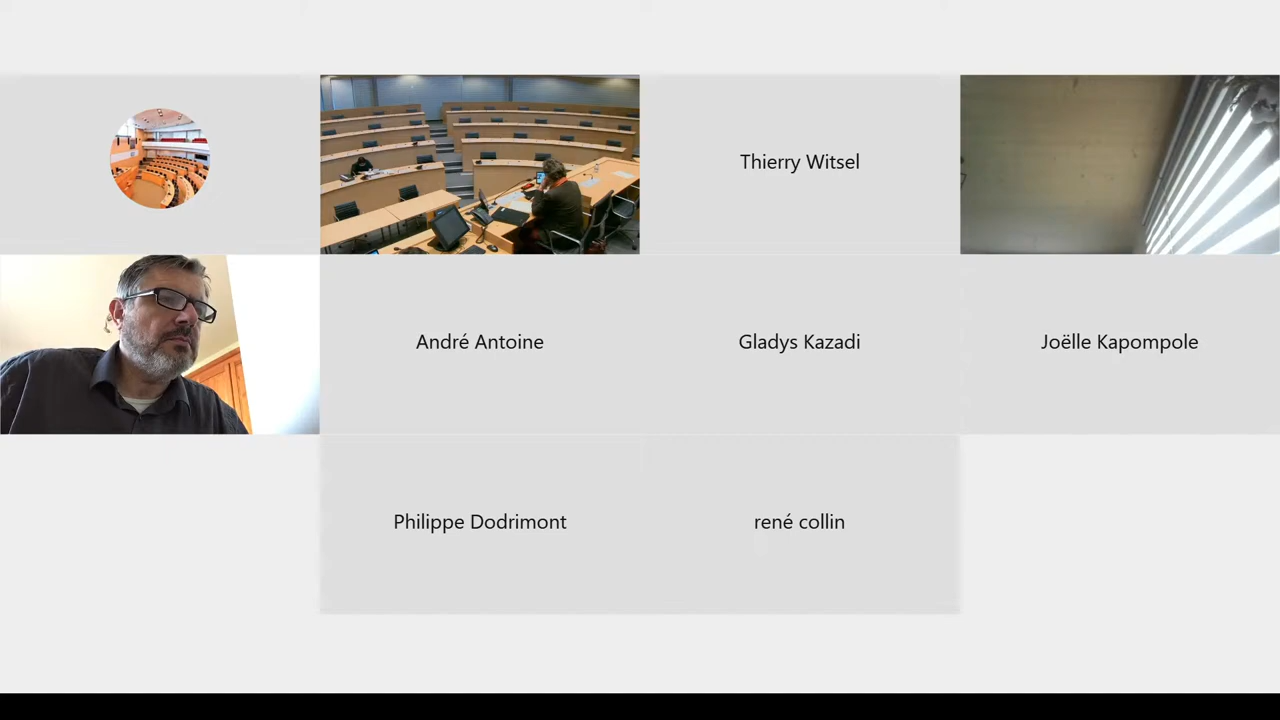 Thierry Witsel
André Antoine
Gladys Kazadi
Joëlle Kapompole
Philippe Dodrimont
rené collin